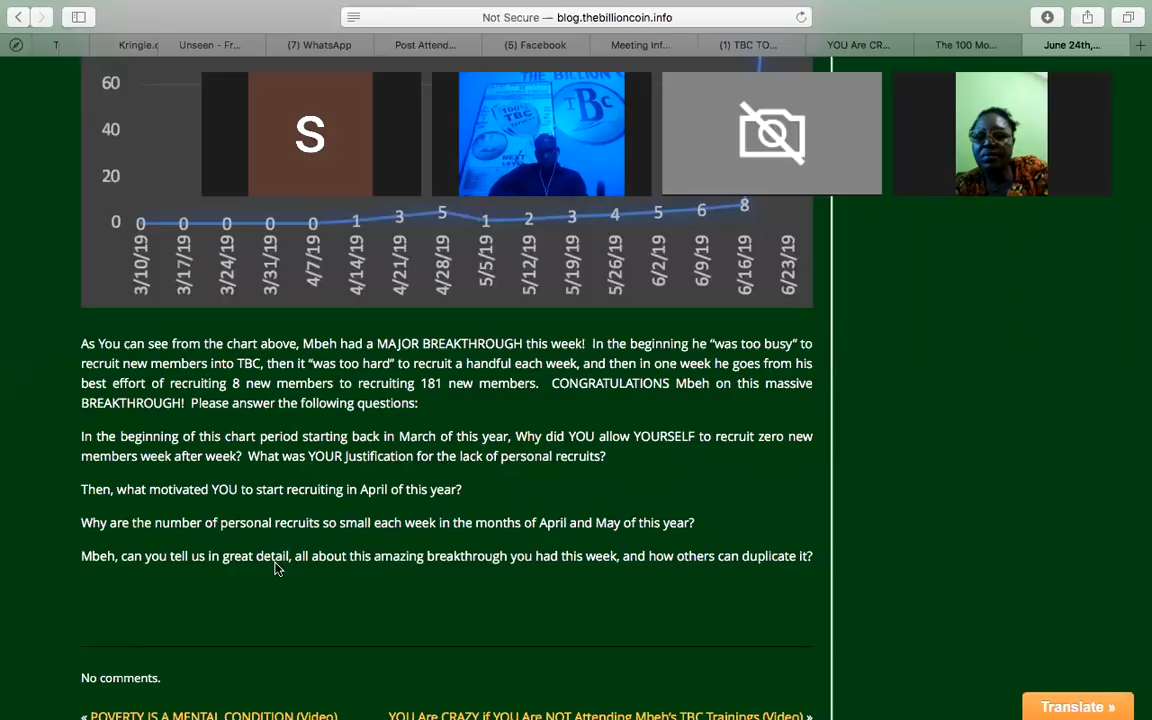 Not Secure — blog.thebillioncoin.info
T Kringle.c Unseen - Fr... (7) WhatsApp Post Attend... (5) Facebook Meeting Inf... (1) TBC TO... YOU Are CR... The 100 Mo... June 24th,...
THE BILLION
100% TBC
TBC
NEXT LEVEL
S
60
40
20
0
0 0 0 0 0 1 3 5 1 2 3 4 5 6 8
3/10/19 3/17/19 3/24/19 3/31/19 4/7/19 4/14/19 4/21/19 4/28/19 5/5/19 5/12/19 5/19/19 5/26/19 6/2/19 6/9/19 6/16/19 6/23/19
As You can see from the chart above, Mbeh had a MAJOR BREAKTHROUGH this week! In the beginning he “was too busy” to
recruit new members into TBC, then it “was too hard” to recruit a handful each week, and then in one week he goes from his
best effort of recruiting 8 new members to recruiting 181 new members. CONGRATULATIONS Mbeh on this massive
BREAKTHROUGH! Please answer the following questions:
In the beginning of this chart period starting back in March of this year, Why did YOU allow YOURSELF to recruit zero new
members week after week? What was YOUR Justification for the lack of personal recruits?
Then, what motivated YOU to start recruiting in April of this year?
Why are the number of personal recruits so small each week in the months of April and May of this year?
Mbeh, can you tell us in great detail, all about this amazing breakthrough you had this week, and how others can duplicate it?
No comments.
« POVERTY IS A MENTAL CONDITION (Video) YOU Are CRAZY if YOU Are NOT Attending Mbeh's TBC Trainings (Video) »
Translate »